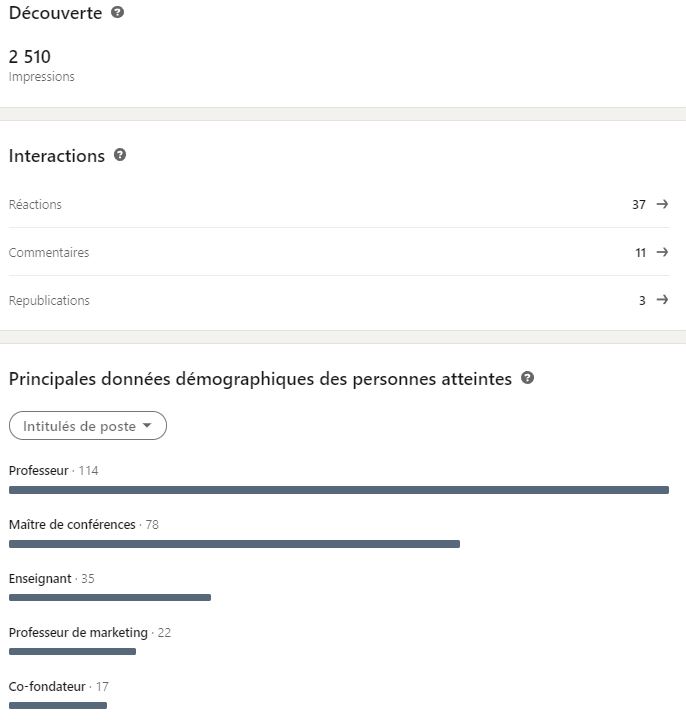 Découverte
2 510
Impressions
Interactions
Réactions 37
Commentaires 11
Republications 3
Principales données démographiques des personnes atteintes
Intitulés de poste
Professeur · 114
Maître de conférences · 78
Enseignant · 35
Professeur de marketing · 22
Co-fondateur · 17